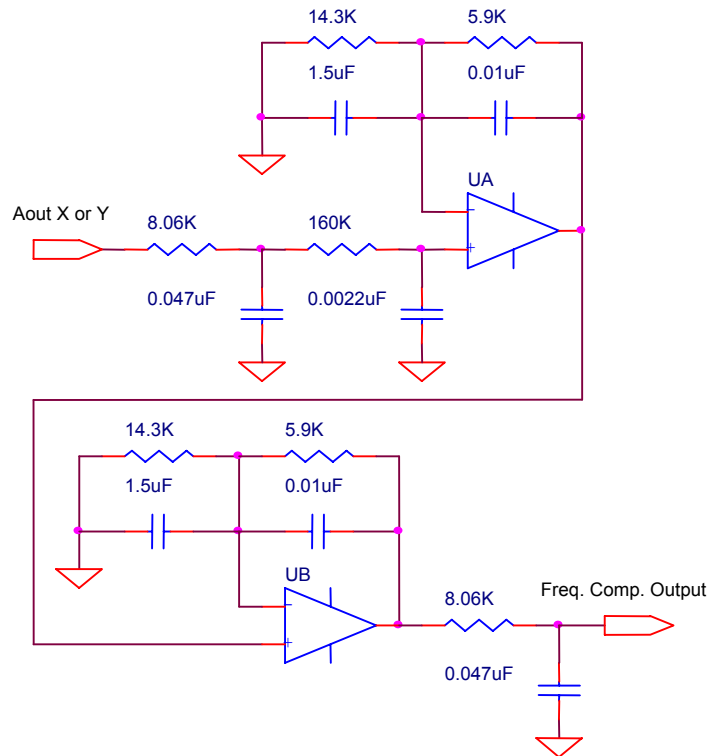 14.3K 5.9K
1.5uF 0.01uF
UA
-
+
Aout X or Y
8.06K 160K
0.047uF 0.0022uF
14.3K 5.9K
1.5uF 0.01uF
UB
-
+
8.06K
Freq. Comp. Output
0.047uF